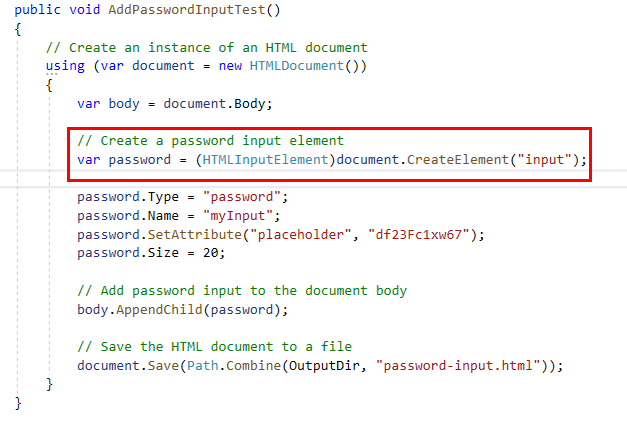 public void AddPasswordInputTest()
{
// Create an instance of an HTML document
using (var document = new HTMLDocument())
{
var body = document.Body;
// Create a password input element
var password = (HTMLInputElement)document.CreateElement("input");
password.Type = "password";
password.Name = "myInput";
password.SetAttribute("placeholder", "df23Fc1xw67");
password.Size = 20;
// Add password input to the document body
body.AppendChild(password);
// Save the HTML document to a file
document.Save(Path.Combine(OutputDir, "password-input.html"));
}
}